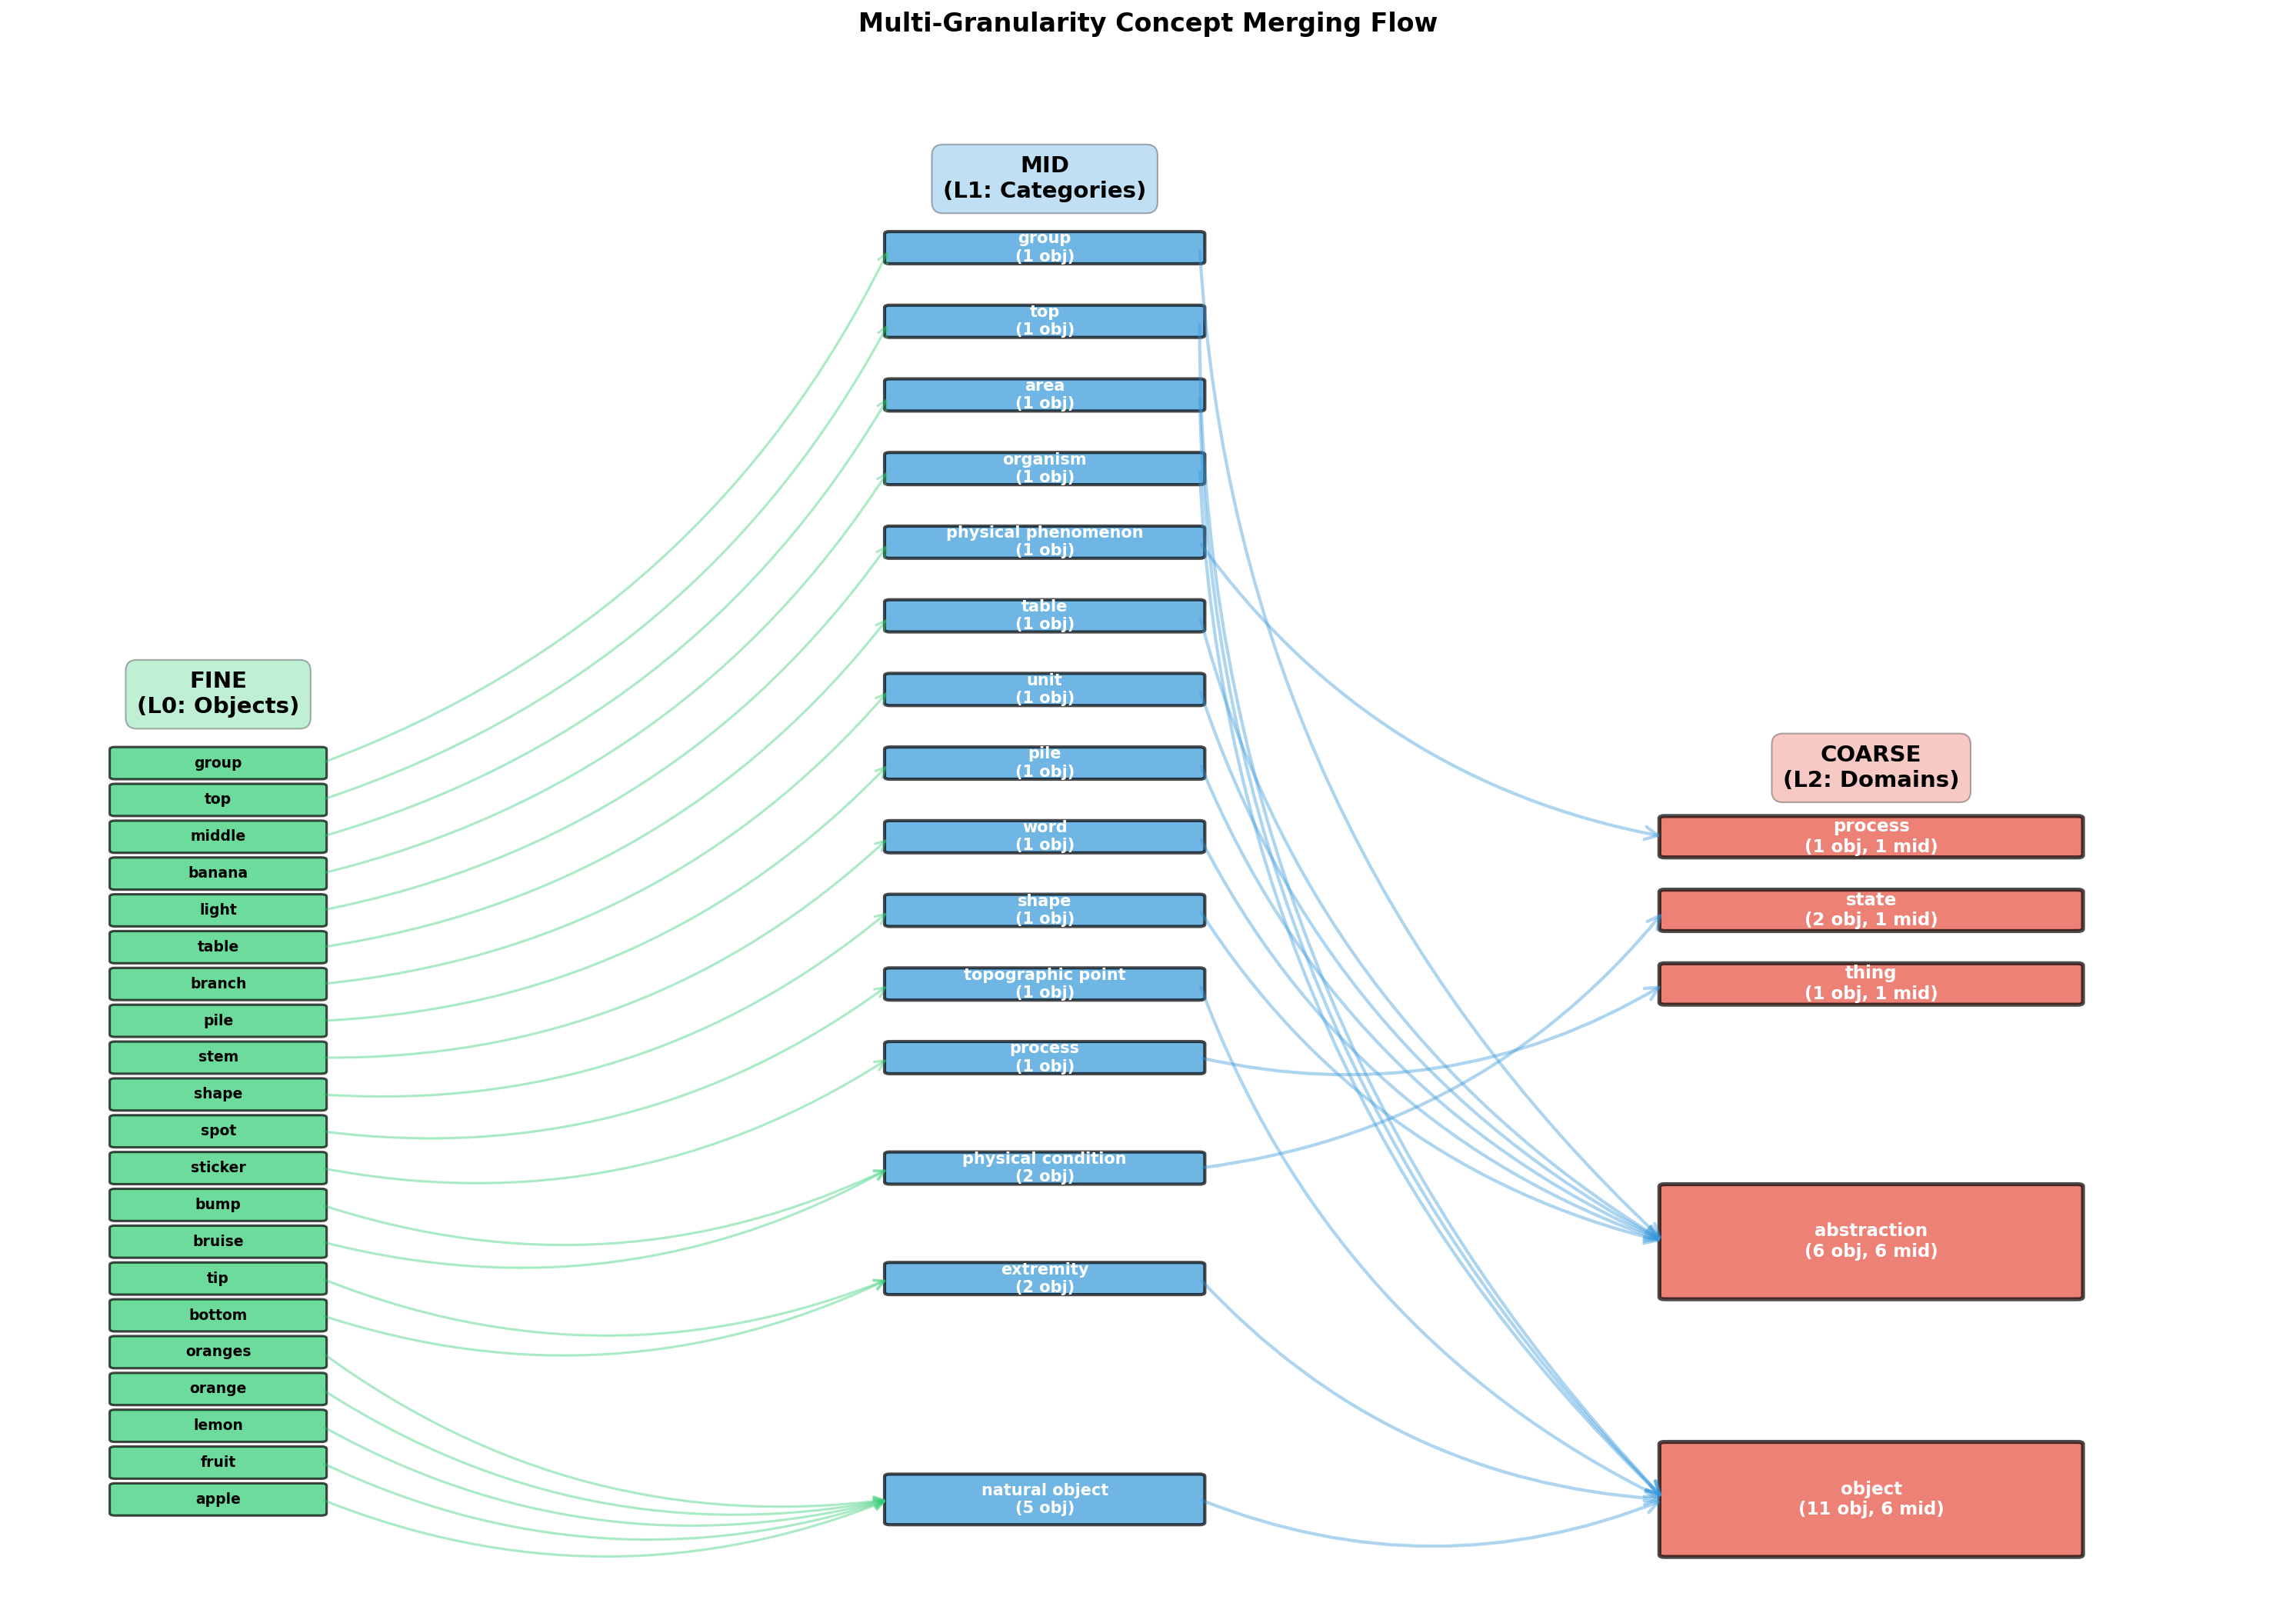 Multi-Granularity Concept Merging Flow
FINE
(L0: Objects)
group
top
middle
banana
light
table
branch
pile
stem
shape
spot
sticker
bump
bruise
tip
bottom
oranges
orange
lemon
fruit
apple
MID
(L1: Categories)
group
(1 obj)
top
(1 obj)
area
(1 obj)
organism
(1 obj)
physical phenomenon
(1 obj)
table
(1 obj)
unit
(1 obj)
pile
(1 obj)
word
(1 obj)
shape
(1 obj)
topographic point
(1 obj)
process
(1 obj)
physical condition
(2 obj)
extremity
(2 obj)
natural object
(5 obj)
COARSE
(L2: Domains)
process
(1 obj, 1 mid)
state
(2 obj, 1 mid)
thing
(1 obj, 1 mid)
abstraction
(6 obj, 6 mid)
object
(11 obj, 6 mid)